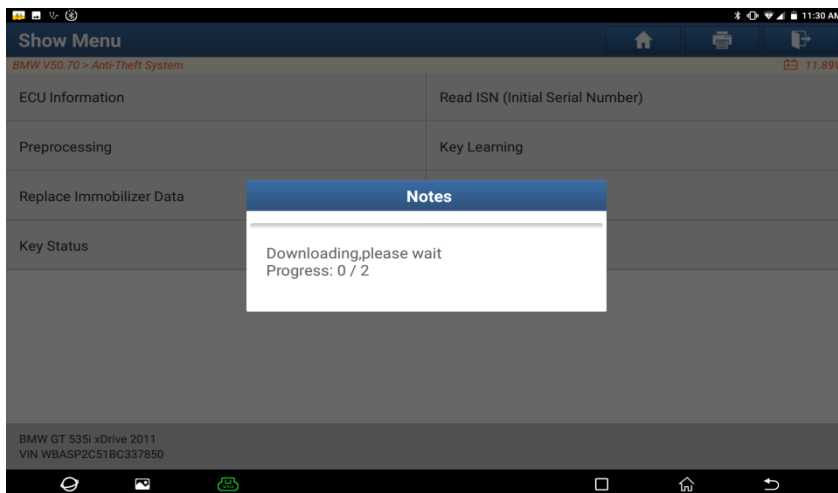 11:30 AM
Show Menu
BMW V50.70 > Anti-Theft System
11.89V
ECU Information
Read ISN (Initial Serial Number)
Preprocessing
Key Learning
Replace Immobilizer Data
Key Status
Notes
Downloading,please wait
Progress: 0 / 2
BMW GT 535i xDrive 2011
VIN WBASP2C51BC337850